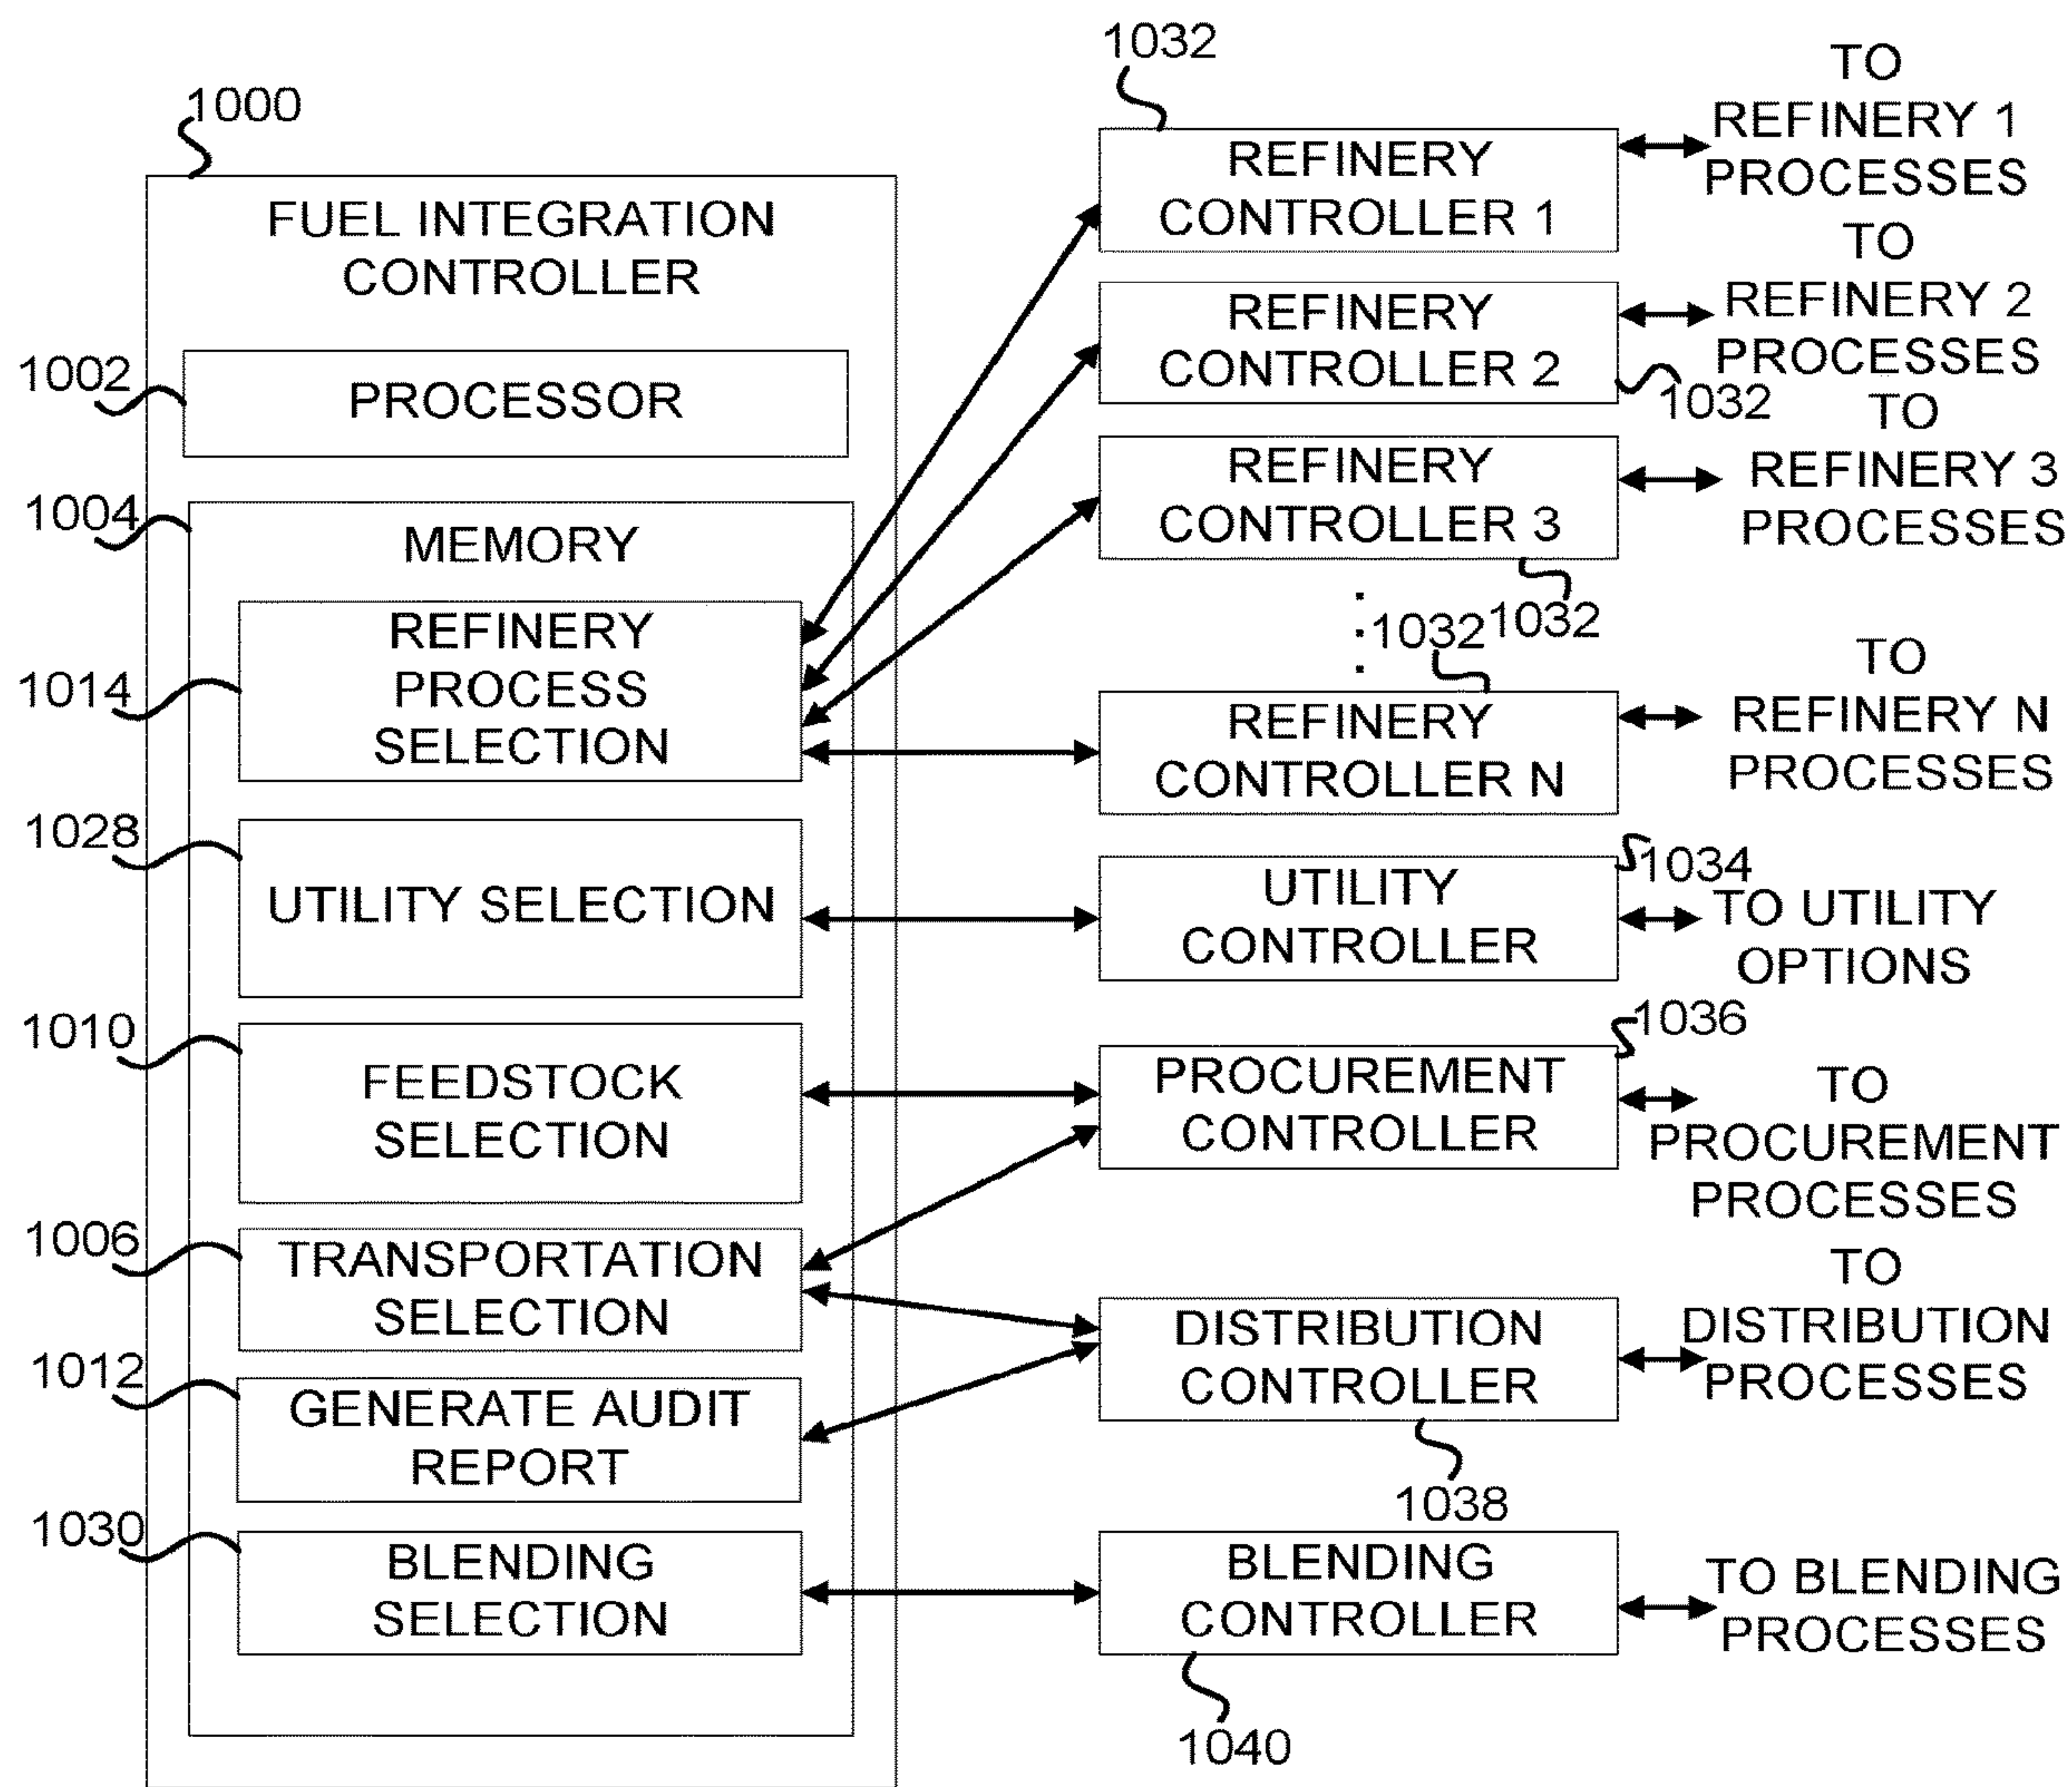 1000
FUEL INTEGRATION
CONTROLLER
1002
PROCESSOR
1004
MEMORY
1014
REFINERY
PROCESS
SELECTION
1028
UTILITY SELECTION
1010
FEEDSTOCK
SELECTION
1006
TRANSPORTATION
SELECTION
1012
GENERATE AUDIT
REPORT
1030
BLENDING
SELECTION
1032
REFINERY
CONTROLLER 1
TO
REFINERY 1
PROCESSES
REFINERY
CONTROLLER 2
1032
TO
REFINERY 2
PROCESSES
REFINERY
CONTROLLER 3
1032
TO
REFINERY 3
PROCESSES
1032
REFINERY
CONTROLLER N
TO
REFINERY N
PROCESSES
UTILITY
CONTROLLER
1034
TO UTILITY
OPTIONS
PROCUREMENT
CONTROLLER
1036
TO
PROCUREMENT
PROCESSES
DISTRIBUTION
CONTROLLER
1038
TO
DISTRIBUTION
PROCESSES
BLENDING
CONTROLLER
1040
TO BLENDING
PROCESSES